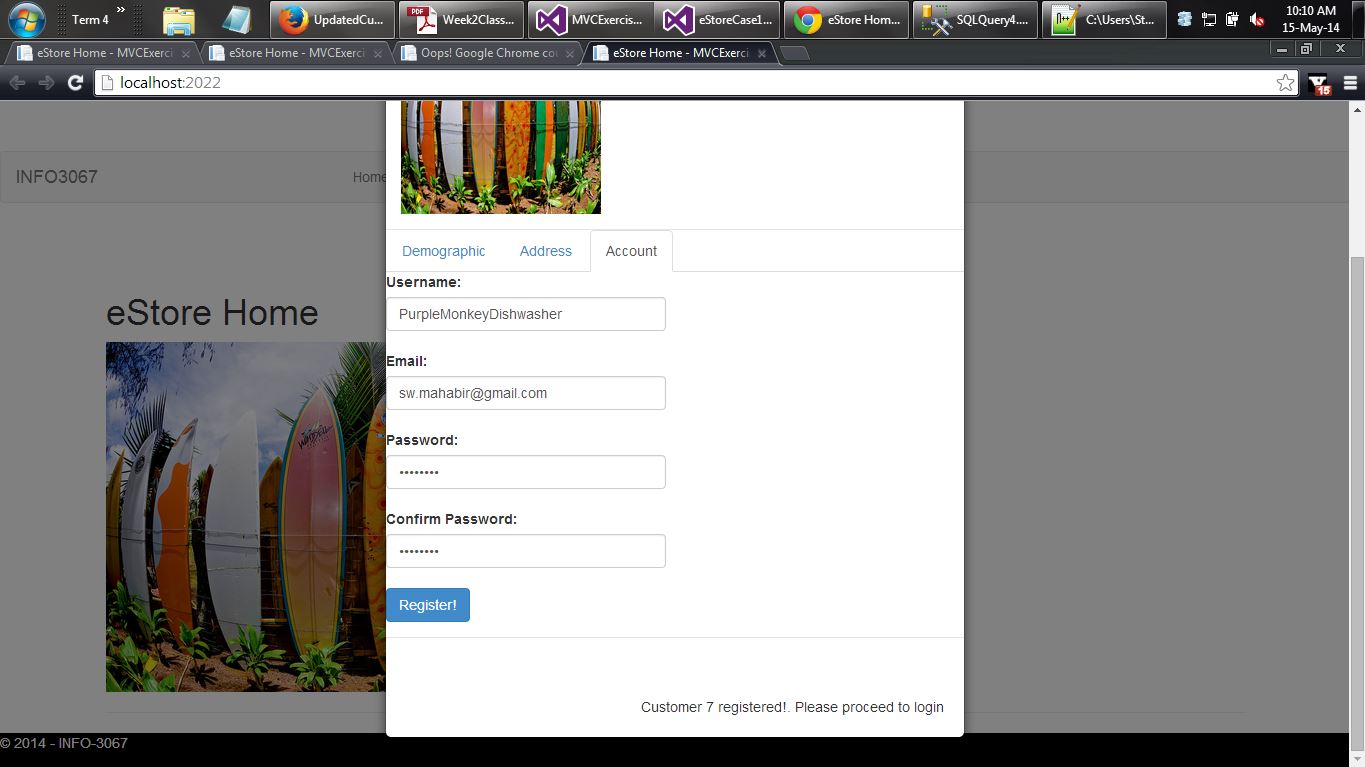 Term 4 »
UpdatedCu...
PDF
Week2Class...
MVCExercis...
eStoreCase1...
eStore Hom...
SQLQuery4....
C:\Users\St...
10:10 AM
15-May-14
eStore Home - MVCExerci
eStore Home - MVCExerci
Oops! Google Chrome cou
eStore Home - MVCExerci
localhost:2022
15
INFO3067
Home
eStore Home
Demographic
Address
Account
Username:
PurpleMonkeyDishwasher
Email:
sw.mahabir@gmail.com
Password:
••••••••
Confirm Password:
••••••••
Register!
Customer 7 registered!. Please proceed to login
© 2014 - INFO-3067